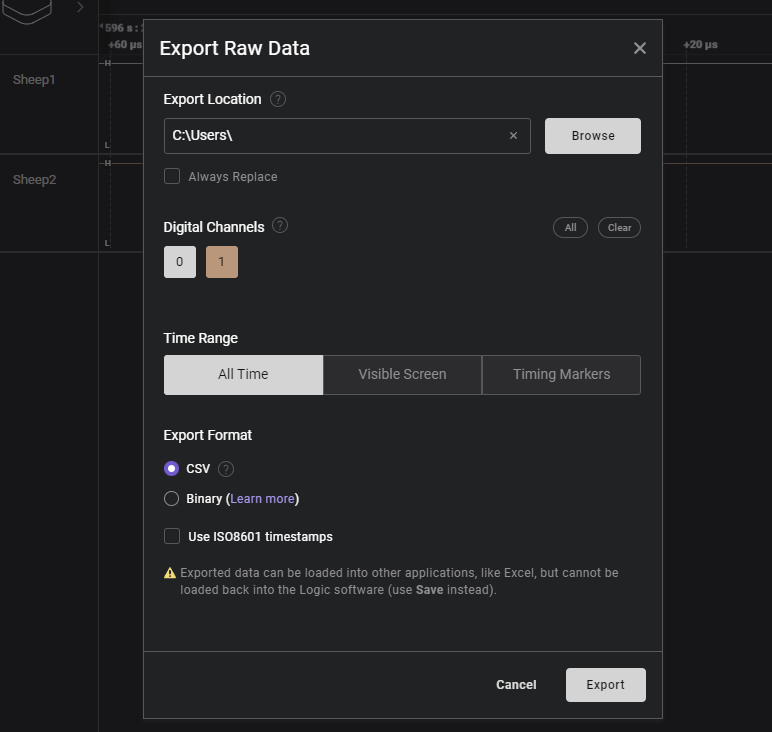 596 s :
+60 µs
+20 µs
Export Raw Data
Sheep1
H
L
Sheep2
H
L
Export Location ?
C:\Users\
Browse
Always Replace
Digital Channels ?
All
Clear
0
1
Time Range
All Time
Visible Screen
Timing Markers
Export Format
CSV ?
Binary (Learn more)
Use ISO8601 timestamps
Exported data can be loaded into other applications, like Excel, but cannot be
loaded back into the Logic software (use Save instead).
Cancel
Export